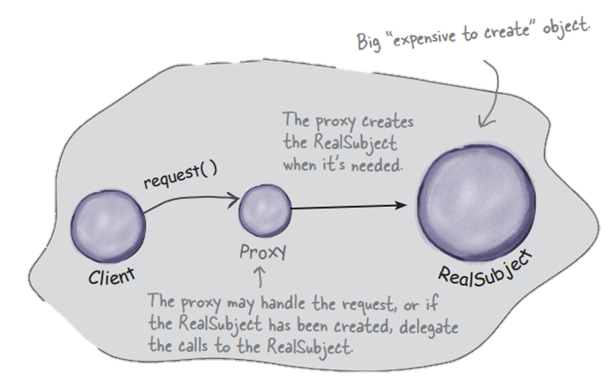 Big “expensive to create” object.
The proxy creates
the RealSubject
when it's needed.
request()
Client
Proxy
RealSubject
The proxy may handle the request, or if
the RealSubject has been created, delegate
the calls to the RealSubject.